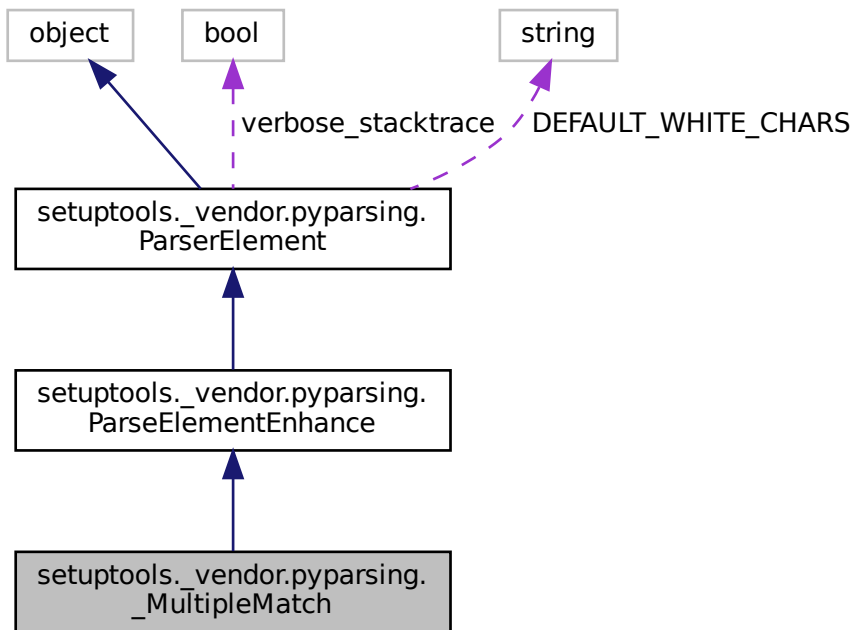 object
bool
string
verbose_stacktrace
DEFAULT_WHITE_CHARS
setuptools._vendor.pyparsing.
ParserElement
setuptools._vendor.pyparsing.
ParseElementEnhance
setuptools._vendor.pyparsing.
_MultipleMatch